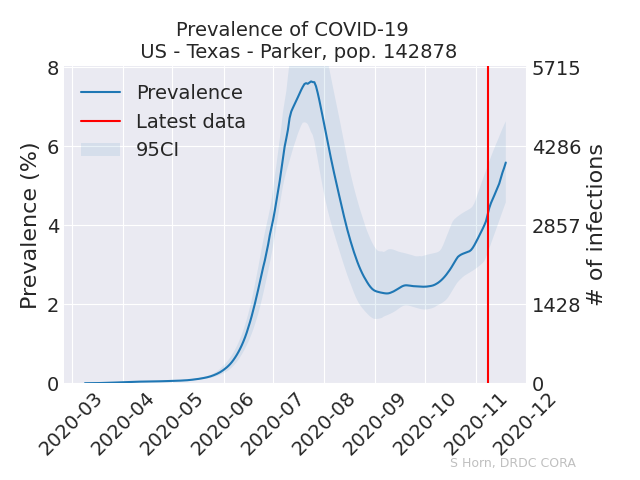 Prevalence of COVID-19
US - Texas - Parker, pop. 142878
Prevalence
Latest data
95CI
Prevalence (%)
8
6
4
2
0
5715
4286
2857
1428
0
# of infections
2020-03
2020-04
2020-05
2020-06
2020-07
2020-08
2020-09
2020-10
2020-11
2020-12
S Horn, DRDC CORA